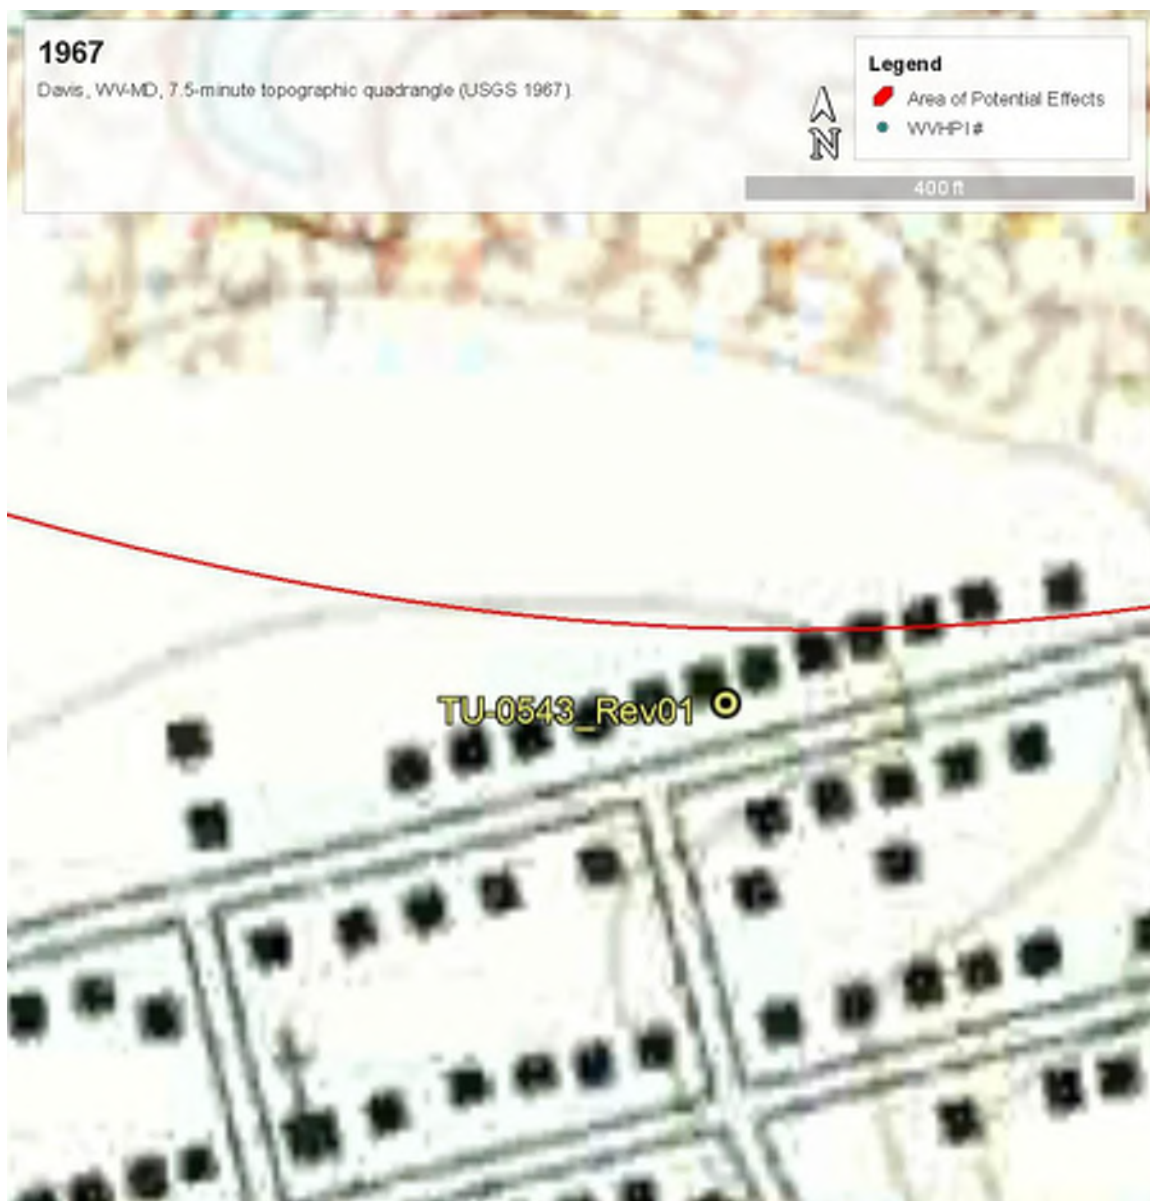 1967
Davis, WV-MD, 7.5-minute topographic quadrangle (USGS 1967).
N
Legend
Area of Potential Effects
WVHPI#
400 ft
TU-0543_Rev01